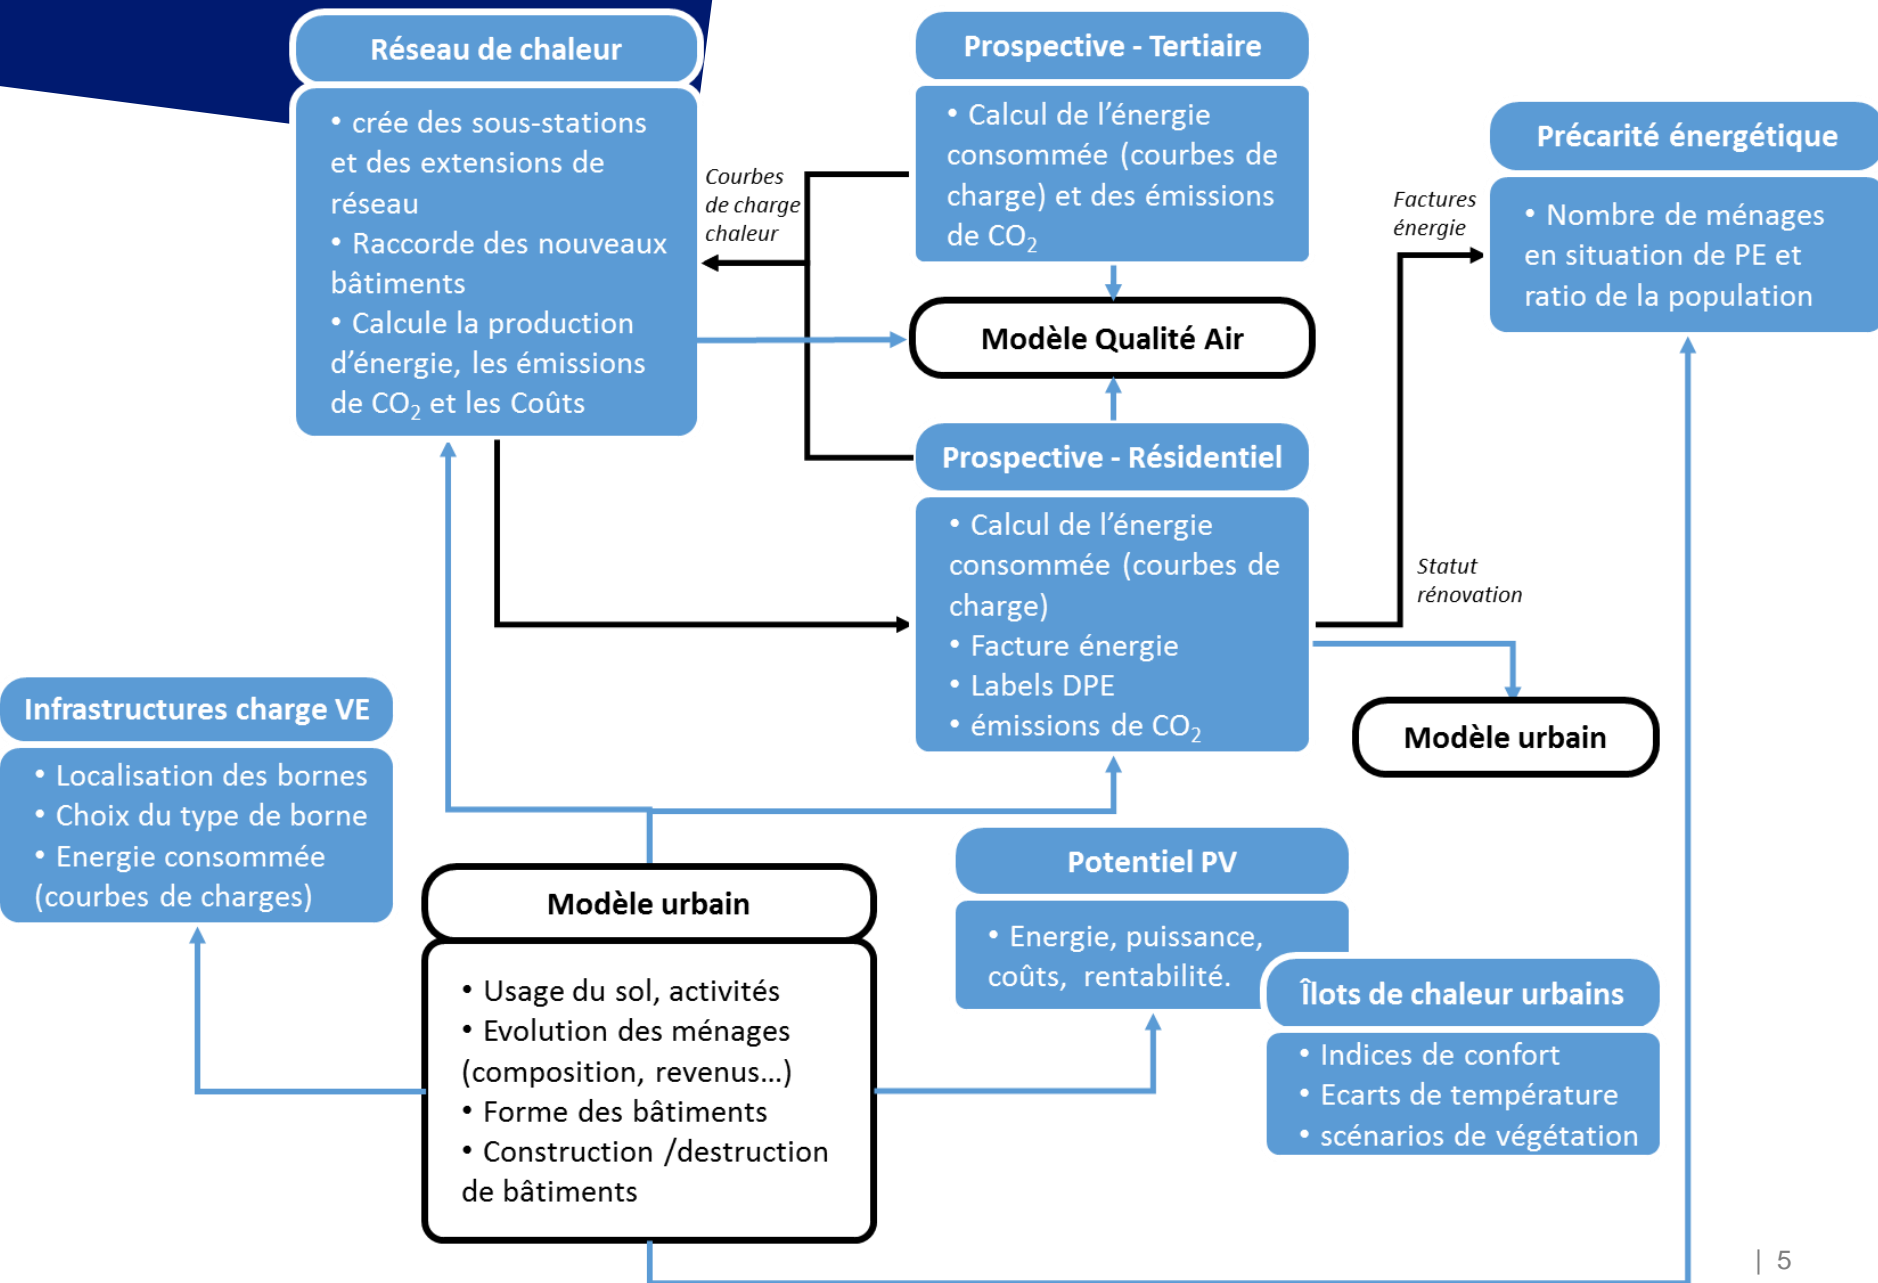 Réseau de chaleur
• crée des sous-stations
et des extensions de
réseau
• Raccorde des nouveaux
bâtiments
• Calcule la production
d’énergie, les émissions
de CO₂ et les Coûts
Courbes
de charge
chaleur
Prospective - Tertiaire
• Calcul de l’énergie
consommée (courbes de
charge) et des émissions
de CO₂
Modèle Qualité Air
Prospective - Résidentiel
• Calcul de l’énergie
consommée (courbes de
charge)
• Facture énergie
• Labels DPE
• émissions de CO₂
Factures
énergie
Précarité énergétique
• Nombre de ménages
en situation de PE et
ratio de la population
Statut
rénovation
Modèle urbain
Infrastructures charge VE
• Localisation des bornes
• Choix du type de borne
• Energie consommée
(courbes de charges)
Modèle urbain
• Usage du sol, activités
• Evolution des ménages
(composition, revenus…)
• Forme des bâtiments
• Construction /destruction
de bâtiments
Potentiel PV
• Energie, puissance,
coûts, rentabilité.
Îlots de chaleur urbains
• Indices de confort
• Ecarts de température
• scénarios de végétation
| 5